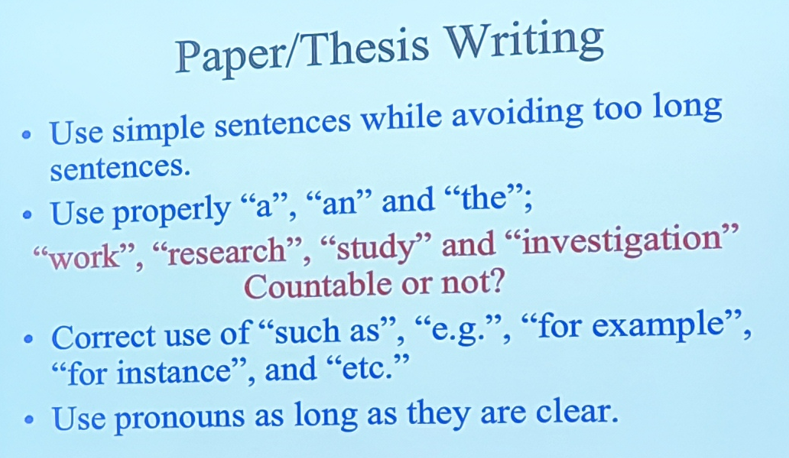 Paper/Thesis Writing
• Use simple sentences while avoiding too long
sentences.
• Use properly “a”, “an” and “the”;
“work”, “research”, “study” and “investigation”
Countable or not?
• Correct use of “such as”, “e.g.”, “for example”,
“for instance”, and “etc.”
• Use pronouns as long as they are clear.